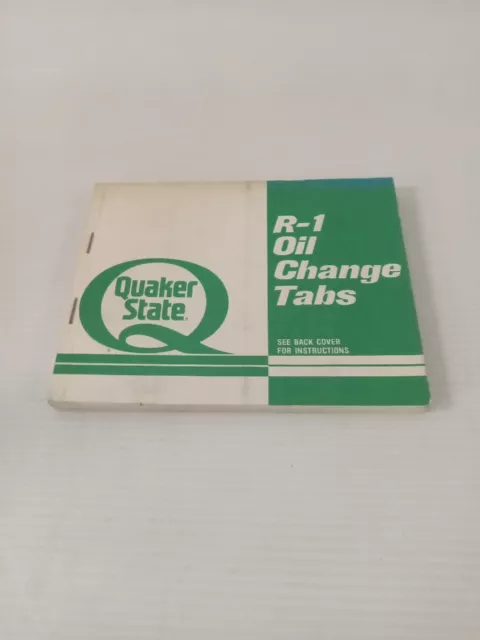 Quaker
State
R-1
Oil
Change
Tabs
SEE BACK COVER
FOR INSTRUCTIONS